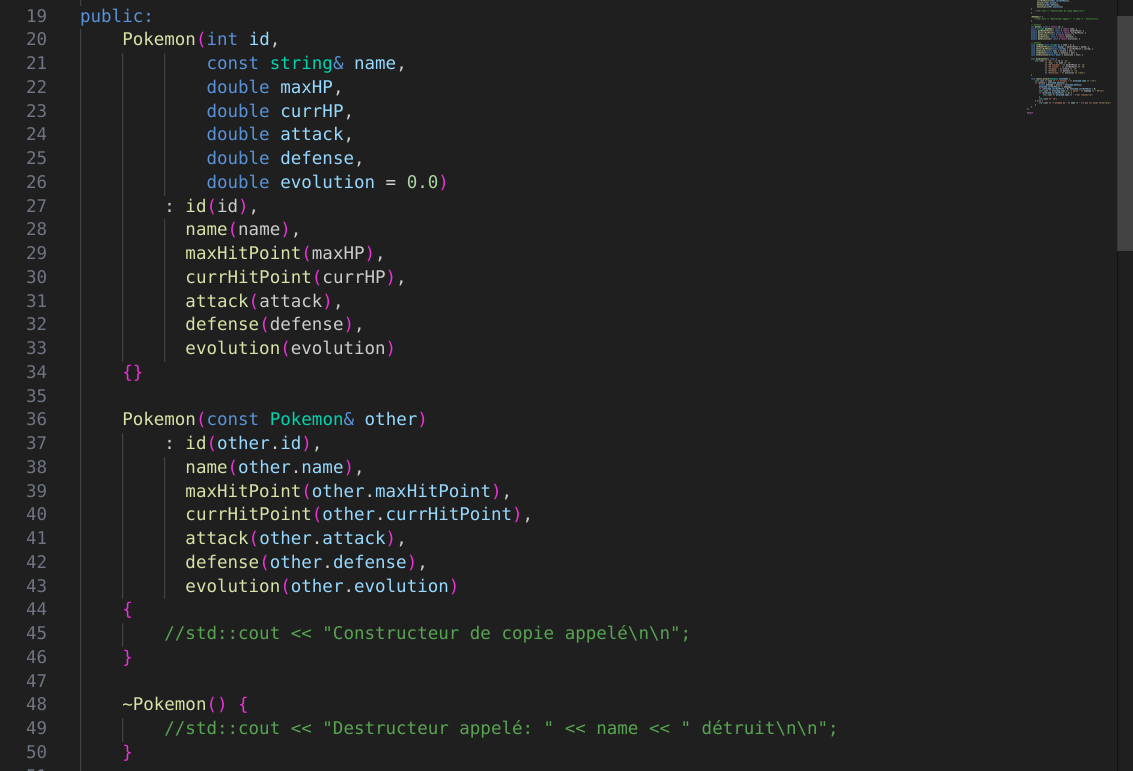 19 public:
20     Pokemon(int id,
21             const string& name,
22             double maxHP,
23             double currHP,
24             double attack,
25             double defense,
26             double evolution = 0.0)
27         : id(id),
28           name(name),
29           maxHitPoint(maxHP),
30           currHitPoint(currHP),
31           attack(attack),
32           defense(defense),
33           evolution(evolution)
34     {}
35
36     Pokemon(const Pokemon& other)
37         : id(other.id),
38           name(other.name),
39           maxHitPoint(other.maxHitPoint),
40           currHitPoint(other.currHitPoint),
41           attack(other.attack),
42           defense(other.defense),
43           evolution(other.evolution)
44     {
45         //std::cout << "Constructeur de copie appelé\n\n";
46     }
47
48     ~Pokemon() {
49         //std::cout << "Destructeur appelé: " << name << " détruit\n\n";
50     }